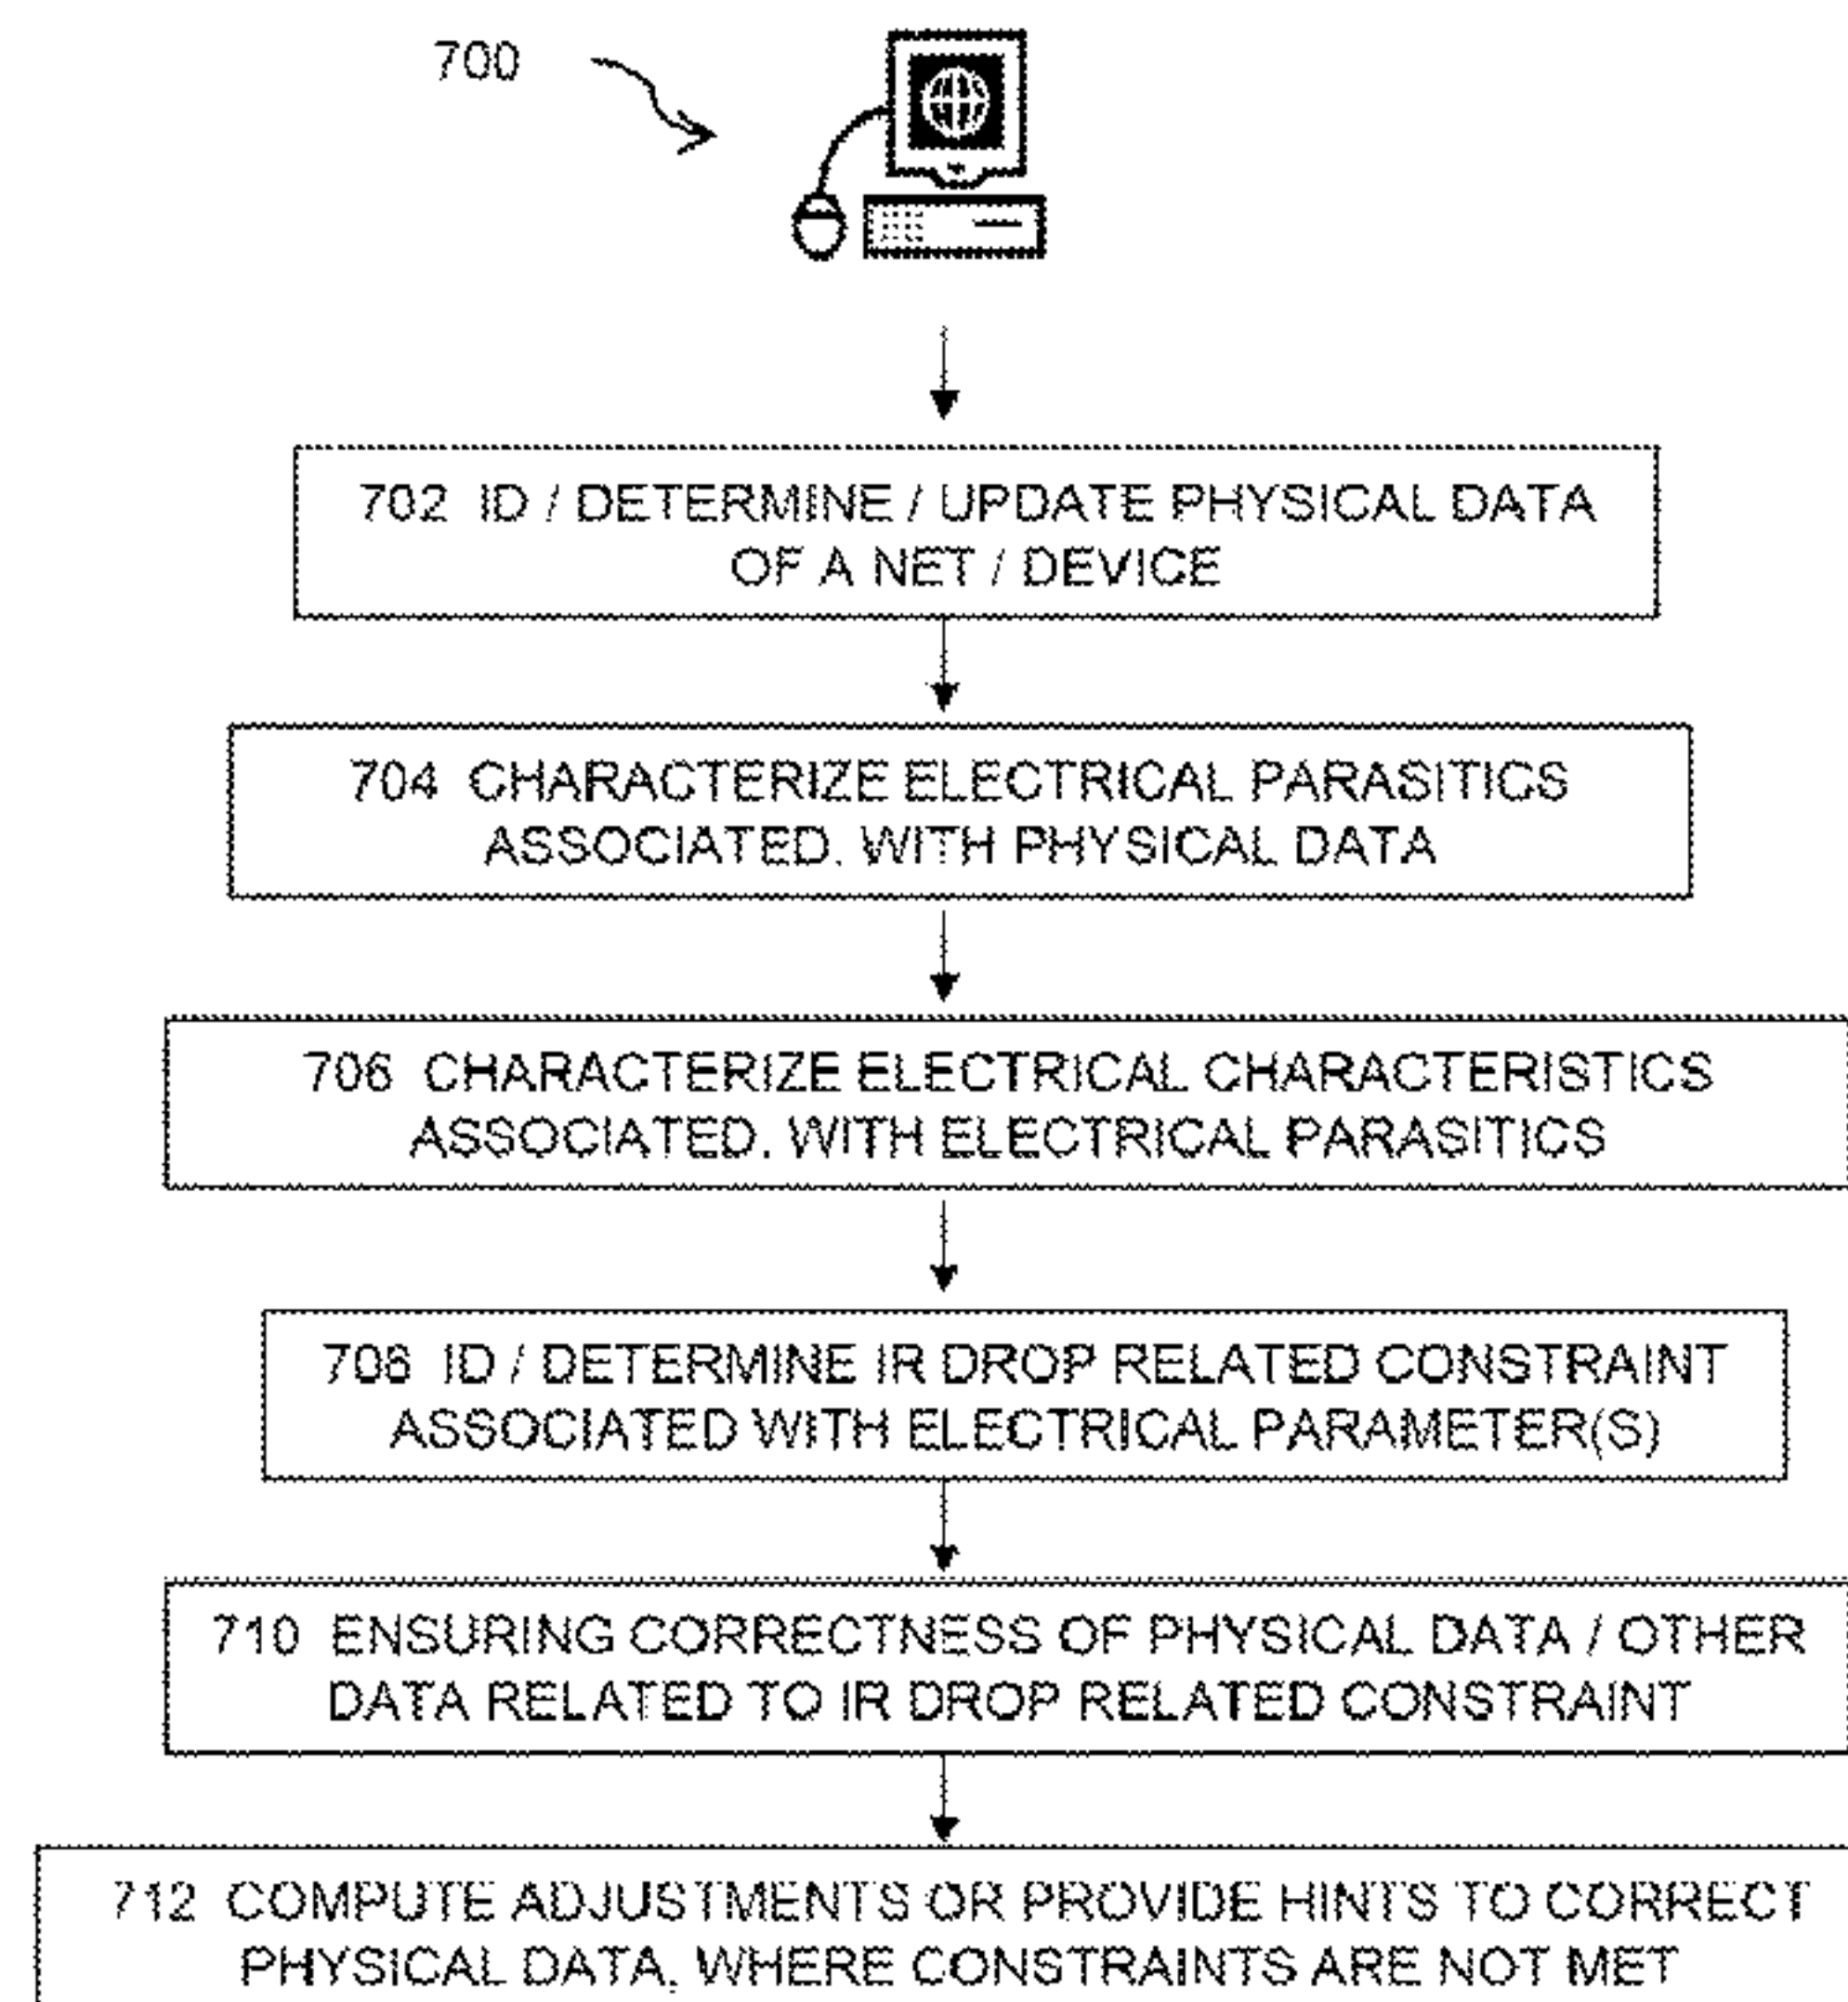 700
702 ID / DETERMINE / UPDATE PHYSICAL DATA
OF A NET / DEVICE
704 CHARACTERIZE ELECTRICAL PARASITICS
ASSOCIATED. WITH PHYSICAL DATA
706 CHARACTERIZE ELECTRICAL CHARACTERISTICS
ASSOCIATED. WITH ELECTRICAL PARASITICS
708 ID / DETERMINE IR DROP RELATED CONSTRAINT
ASSOCIATED WITH ELECTRICAL PARAMETER(S)
710 ENSURING CORRECTNESS OF PHYSICAL DATA / OTHER
DATA RELATED TO IR DROP RELATED CONSTRAINT
712 COMPUTE ADJUSTMENTS OR PROVIDE HINTS TO CORRECT
PHYSICAL DATA, WHERE CONSTRAINTS ARE NOT MET